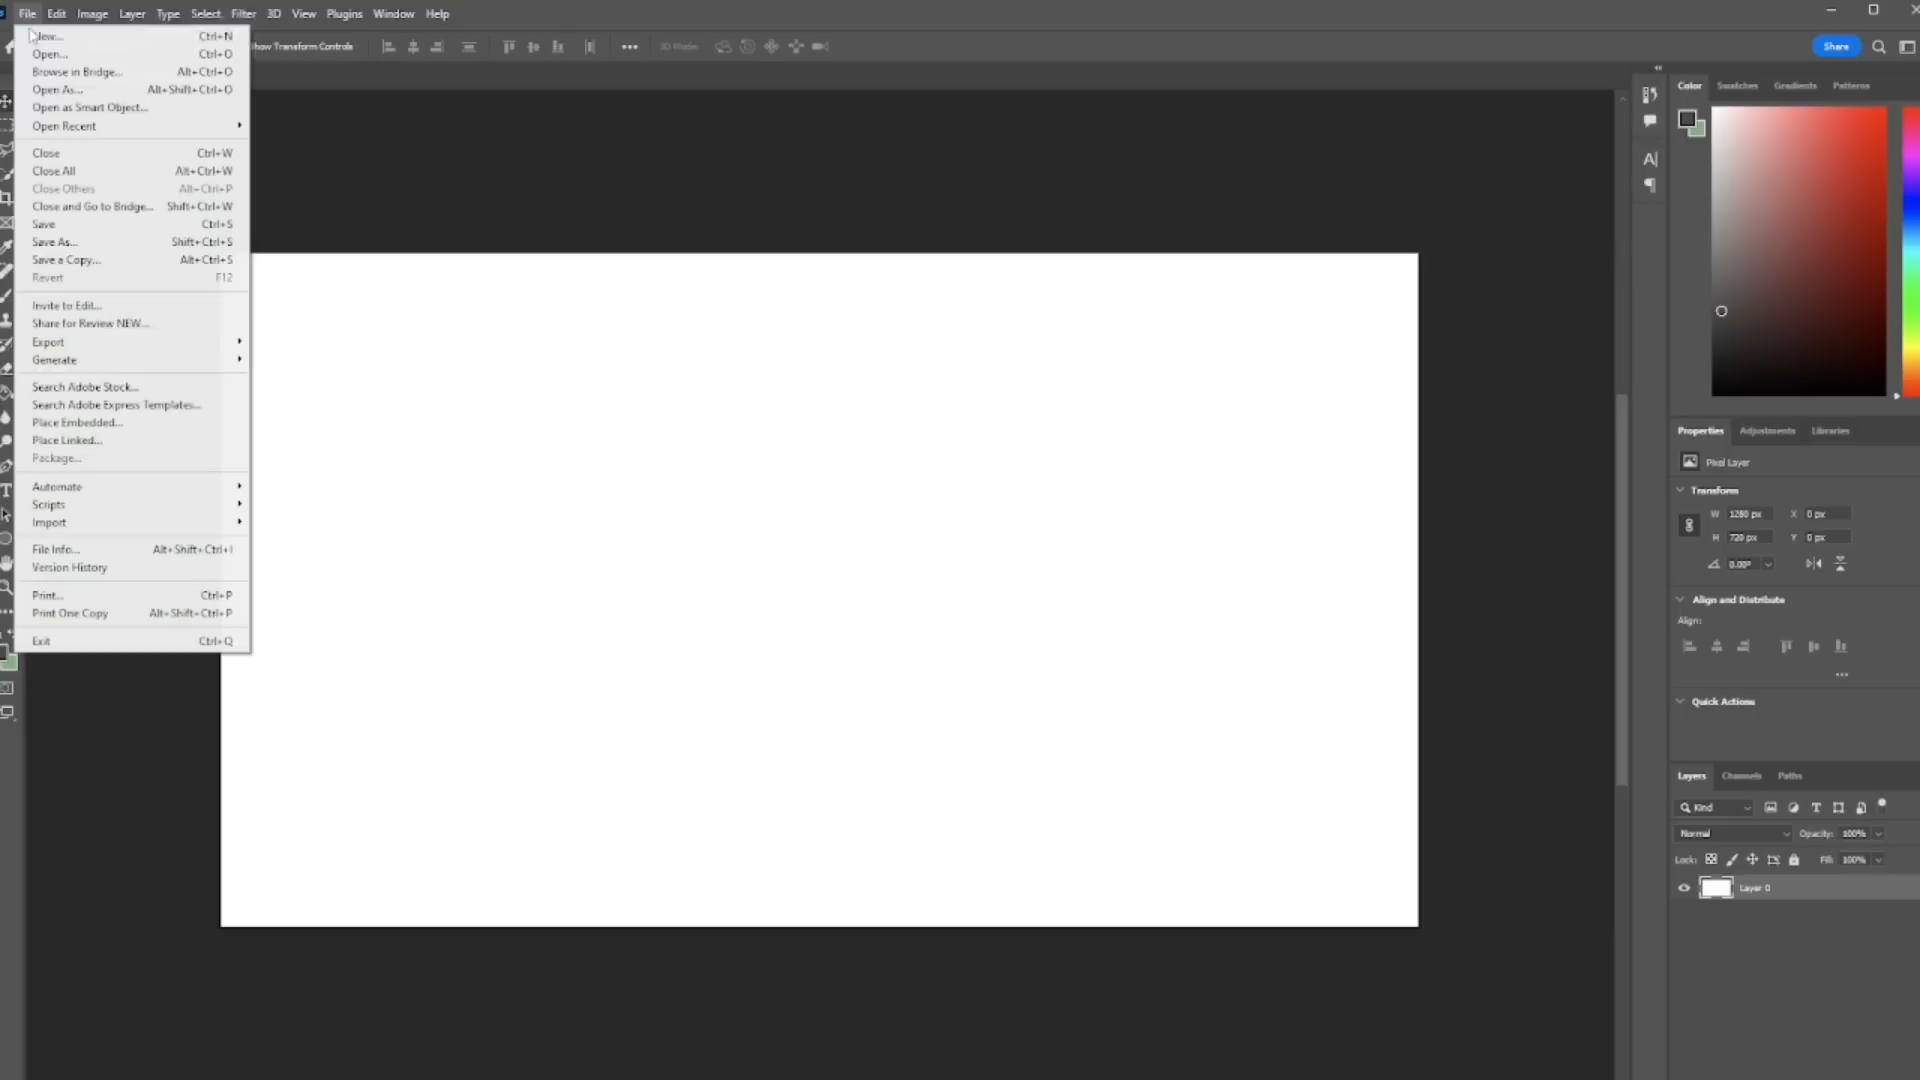 File Edit Image Layer Type Select Filter 3D View Plugins Window Help
Show Transform Controls 3D Mode: Share
New... Ctrl+N
Open... Ctrl+O
Browse in Bridge... Alt+Ctrl+O
Open As... Alt+Shift+Ctrl+O
Open as Smart Object...
Open Recent
Close Ctrl+W
Close All Alt+Ctrl+W
Close Others Alt+Ctrl+P
Close and Go to Bridge... Shift+Ctrl+W
Save Ctrl+S
Save As... Shift+Ctrl+S
Save a Copy... Alt+Ctrl+S
Revert F12
Invite to Edit...
Share for Review NEW...
Export
Generate
Search Adobe Stock...
Search Adobe Express Templates...
Place Embedded...
Place Linked...
Package...
Automate
Scripts
Import
File Info... Alt+Shift+Ctrl+I
Version History
Print... Ctrl+P
Print One Copy Alt+Shift+Ctrl+P
Exit Ctrl+Q
Color Swatches Gradients Patterns
Properties Adjustments Libraries
Pixel Layer
Transform
W 1280 px X 0 px
H 720 px Y 0 px
0.00°
Align and Distribute
Align:
Quick Actions
Layers Channels Paths
Kind
Normal Opacity: 100%
Lock: Fill: 100%
Layer 0